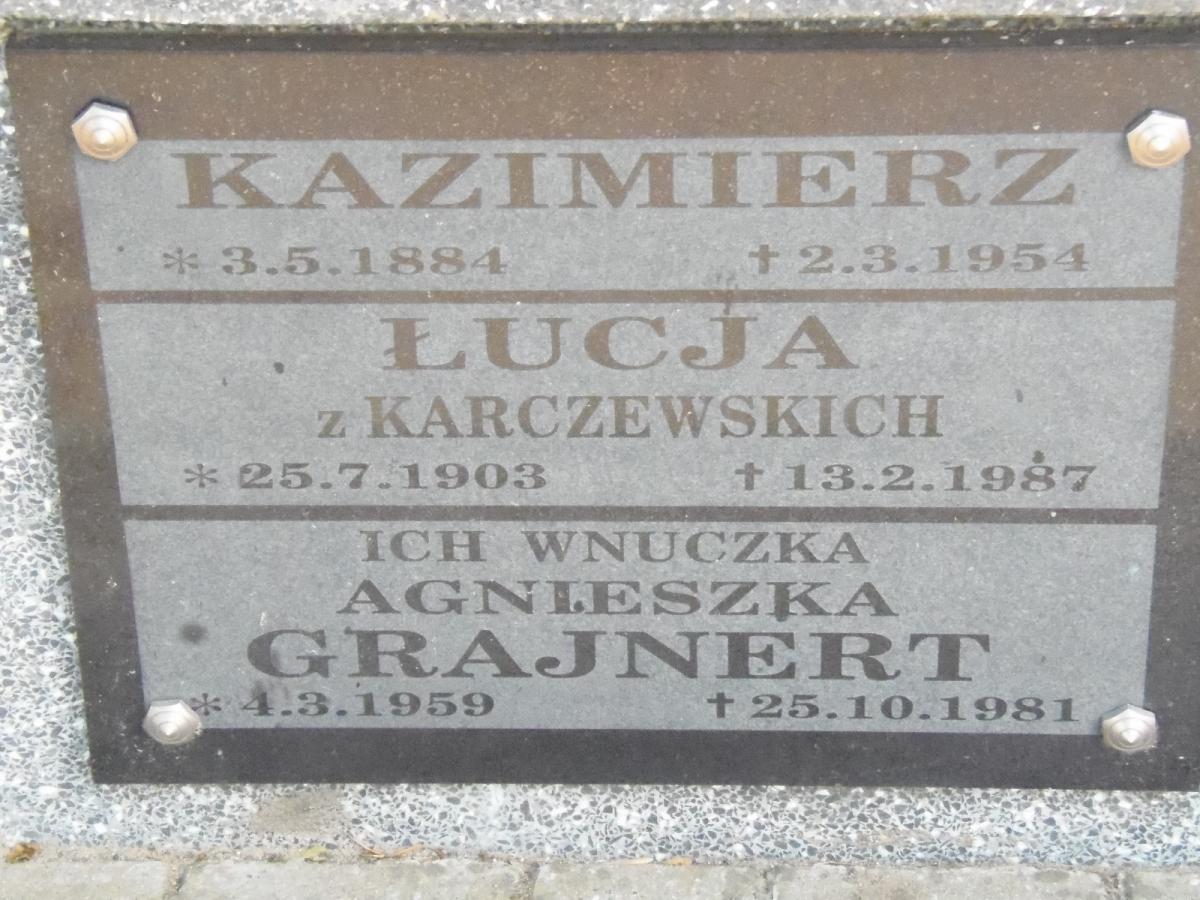 KAZIMIERZ
* 3.5.1884 † 2.3.1954
ŁUCJA
z KARCZEWSKICH
* 25.7.1903 † 13.2.1987
ICH WNUCZKA
AGNIESZKA
GRAJNERT
* 4.3.1959 † 25.10.1981